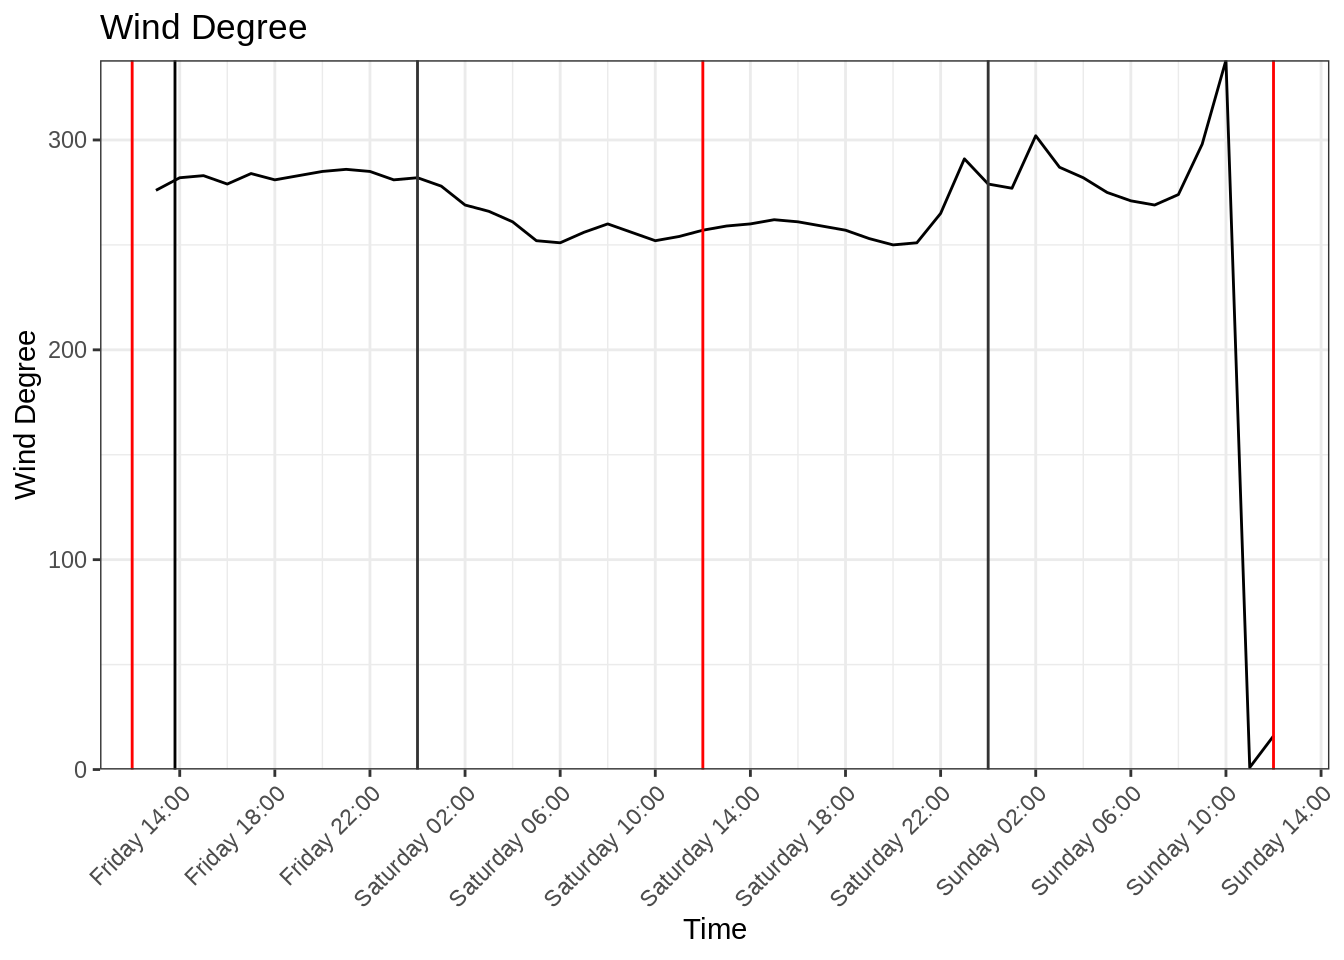 Wind Degree
Wind Degree
300
200
100
0
Friday 14:00
Friday 18:00
Friday 22:00
Saturday 02:00
Saturday 06:00
Saturday 10:00
Saturday 14:00
Saturday 18:00
Saturday 22:00
Sunday 02:00
Sunday 06:00
Sunday 10:00
Sunday 14:00
Time